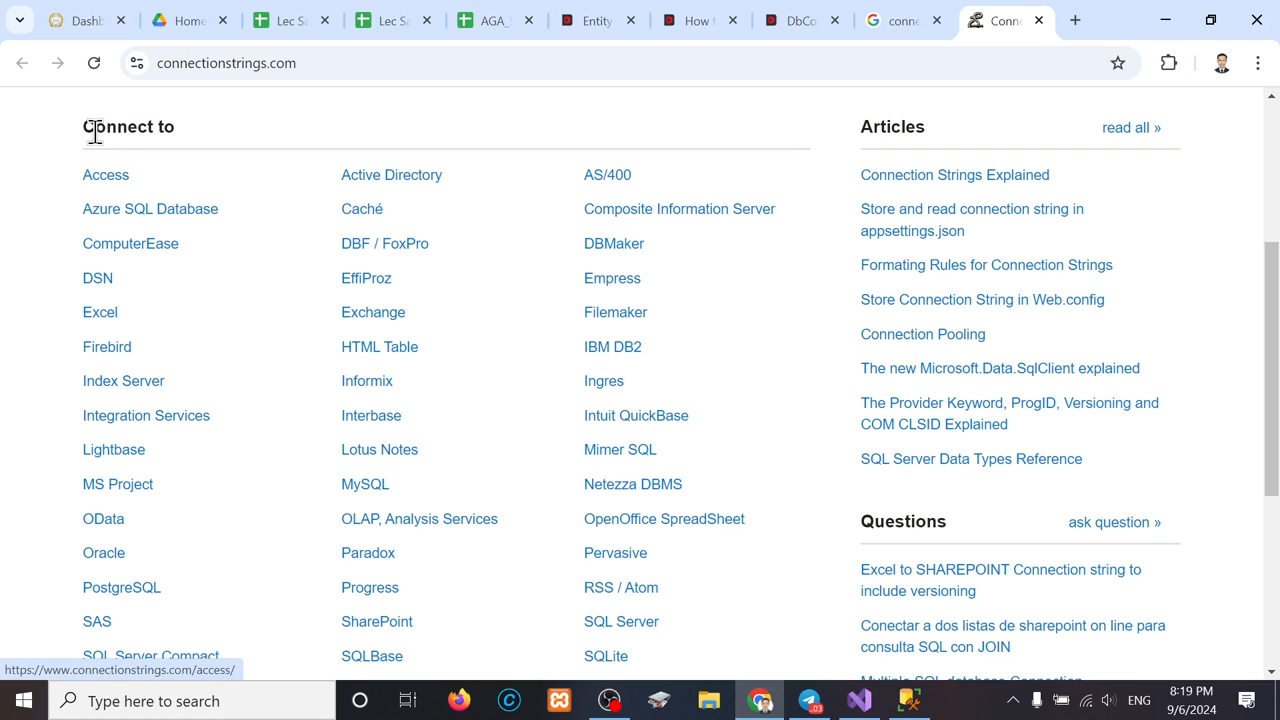 Dashb
Home
Lec Sa
Lec Sa
AGA_
Entity
How t
DbCo
conne
Conn
connectionstrings.com
Connect to
Articles
read all »
Access
Active Directory
AS/400
Connection Strings Explained
Azure SQL Database
Caché
Composite Information Server
Store and read connection string in
appsettings.json
ComputerEase
DBF / FoxPro
DBMaker
Formating Rules for Connection Strings
DSN
EffiProz
Empress
Store Connection String in Web.config
Excel
Exchange
Filemaker
Connection Pooling
Firebird
HTML Table
IBM DB2
The new Microsoft.Data.SqlClient explained
Index Server
Informix
Ingres
The Provider Keyword, ProgID, Versioning and
COM CLSID Explained
Integration Services
Interbase
Intuit QuickBase
SQL Server Data Types Reference
Lightbase
Lotus Notes
Mimer SQL
MS Project
MySQL
Netezza DBMS
OData
OLAP, Analysis Services
OpenOffice SpreadSheet
Questions
ask question »
Oracle
Paradox
Pervasive
Excel to SHAREPOINT Connection string to
include versioning
PostgreSQL
Progress
RSS / Atom
SAS
SharePoint
SQL Server
Conectar a dos listas de sharepoint on line para
consulta SQL con JOIN
SQL Server Compact
SQLBase
SQLite
Multiple SQL database Connection
https://www.connectionstrings.com/access/
Type here to search
.03
ENG
8:19 PM
9/6/2024